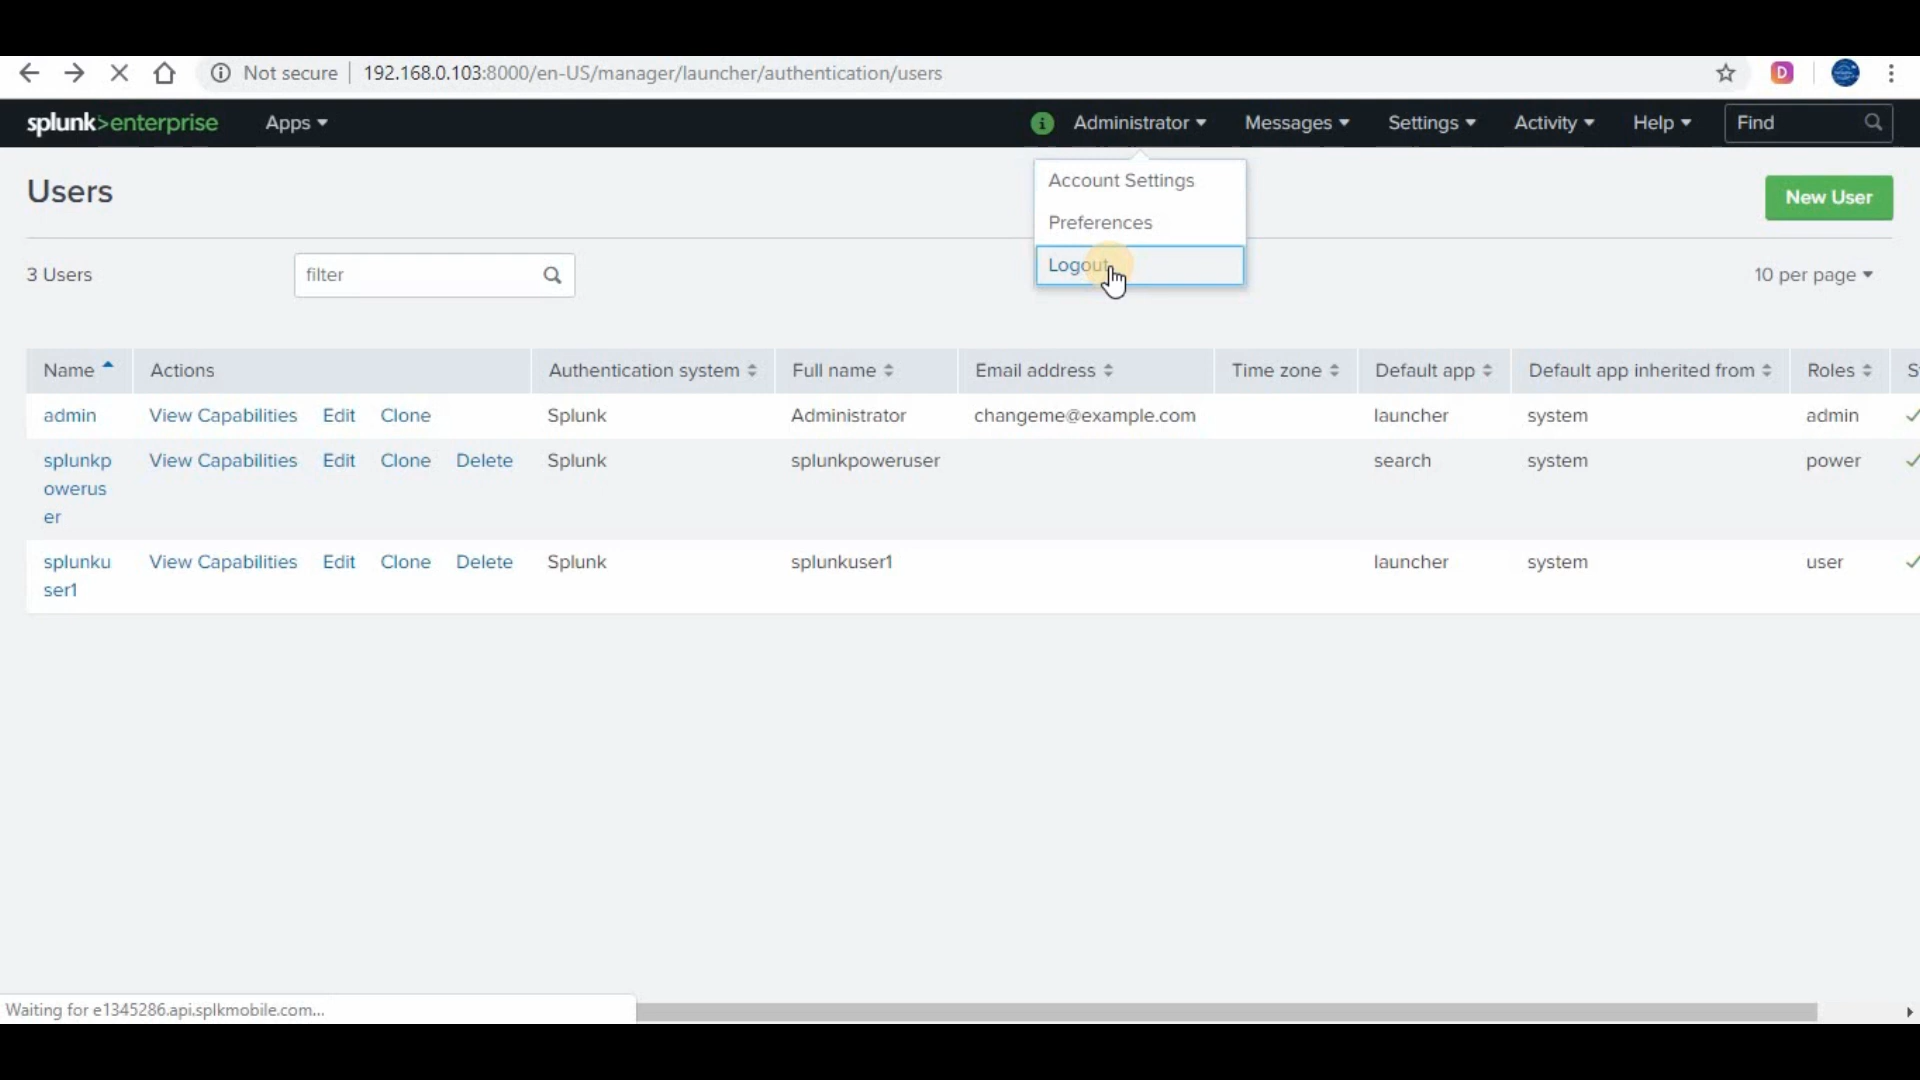 Not secure | 192.168.0.103:8000/en-US/manager/launcher/authentication/users
D
splunk>enterprise Apps Administrator Messages Settings Activity Help Find
Account Settings
Preferences
Logout
Users
New User
3 Users filter 10 per page
Name Actions Authentication system Full name Email address Time zone Default app Default app inherited from Roles S
admin View Capabilities Edit Clone Splunk Administrator changeme@example.com launcher system admin
splunkp View Capabilities Edit Clone Delete Splunk splunkpoweruser search system power
owerus
er
splunku View Capabilities Edit Clone Delete Splunk splunkuser1 launcher system user
ser1
Waiting for e1345286.api.splkmobile.com...